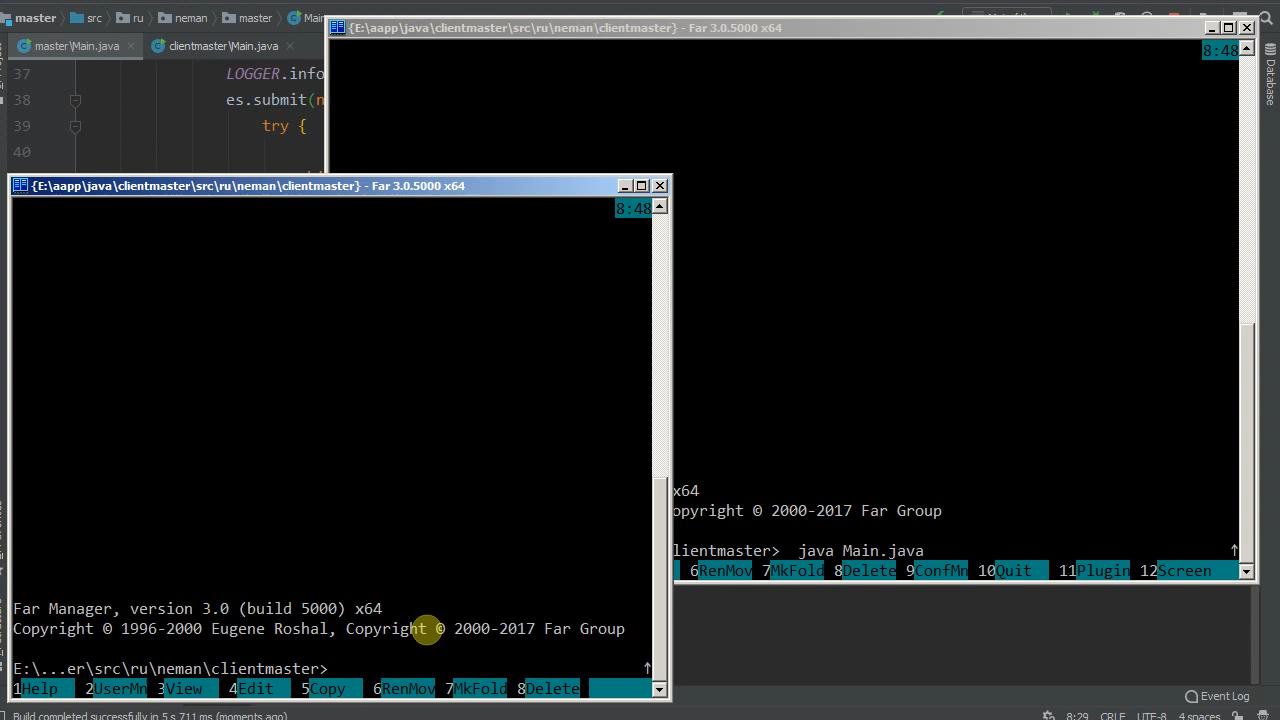 master src ru neman master Main
master\Main.java clientmaster\Main.java
37 LOGGER.info
38 es.submit(n
39 try {
40
{E:\aapp\java\clientmaster\src\ru\neman\clientmaster} - Far 3.0.5000 x64
8:48
x64
opyright © 2000-2017 Far Group
lientmaster> java Main.java ↑
6RenMov 7MkFold 8Delete 9ConfMn 10Quit 11Plugin 12Screen
{E:\aapp\java\clientmaster\src\ru\neman\clientmaster} - Far 3.0.5000 x64
8:48
Far Manager, version 3.0 (build 5000) x64
Copyright © 1996-2000 Eugene Roshal, Copyright © 2000-2017 Far Group
E:\...er\src\ru\neman\clientmaster> ↑
1Help 2UserMn 3View 4Edit 5Copy 6RenMov 7MkFold 8Delete
Database
Event Log
Build completed successfully in 5 s 711 ms (moments ago) 8:29 CRLF UTF-8 4 spaces